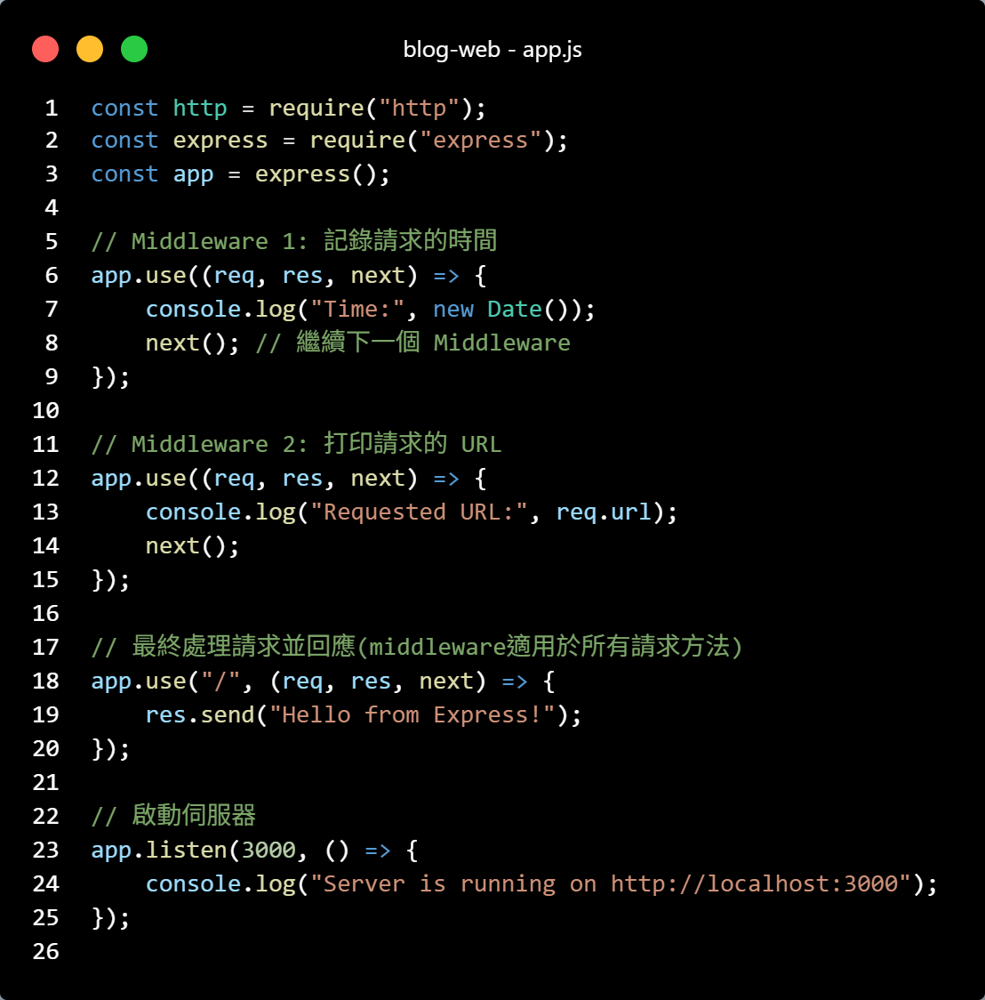 blog-web - app.js
1 const http = require("http");
2 const express = require("express");
3 const app = express();
4
5 // Middleware 1: 記錄請求的時間
6 app.use((req, res, next) => {
7     console.log("Time:", new Date());
8     next(); // 繼續下一個 Middleware
9 });
10
11 // Middleware 2: 打印請求的 URL
12 app.use((req, res, next) => {
13     console.log("Requested URL:", req.url);
14     next();
15 });
16
17 // 最終處理請求並回應(middleware適用於所有請求方法)
18 app.use("/", (req, res, next) => {
19     res.send("Hello from Express!");
20 });
21
22 // 啟動伺服器
23 app.listen(3000, () => {
24     console.log("Server is running on http://localhost:3000");
25 });
26